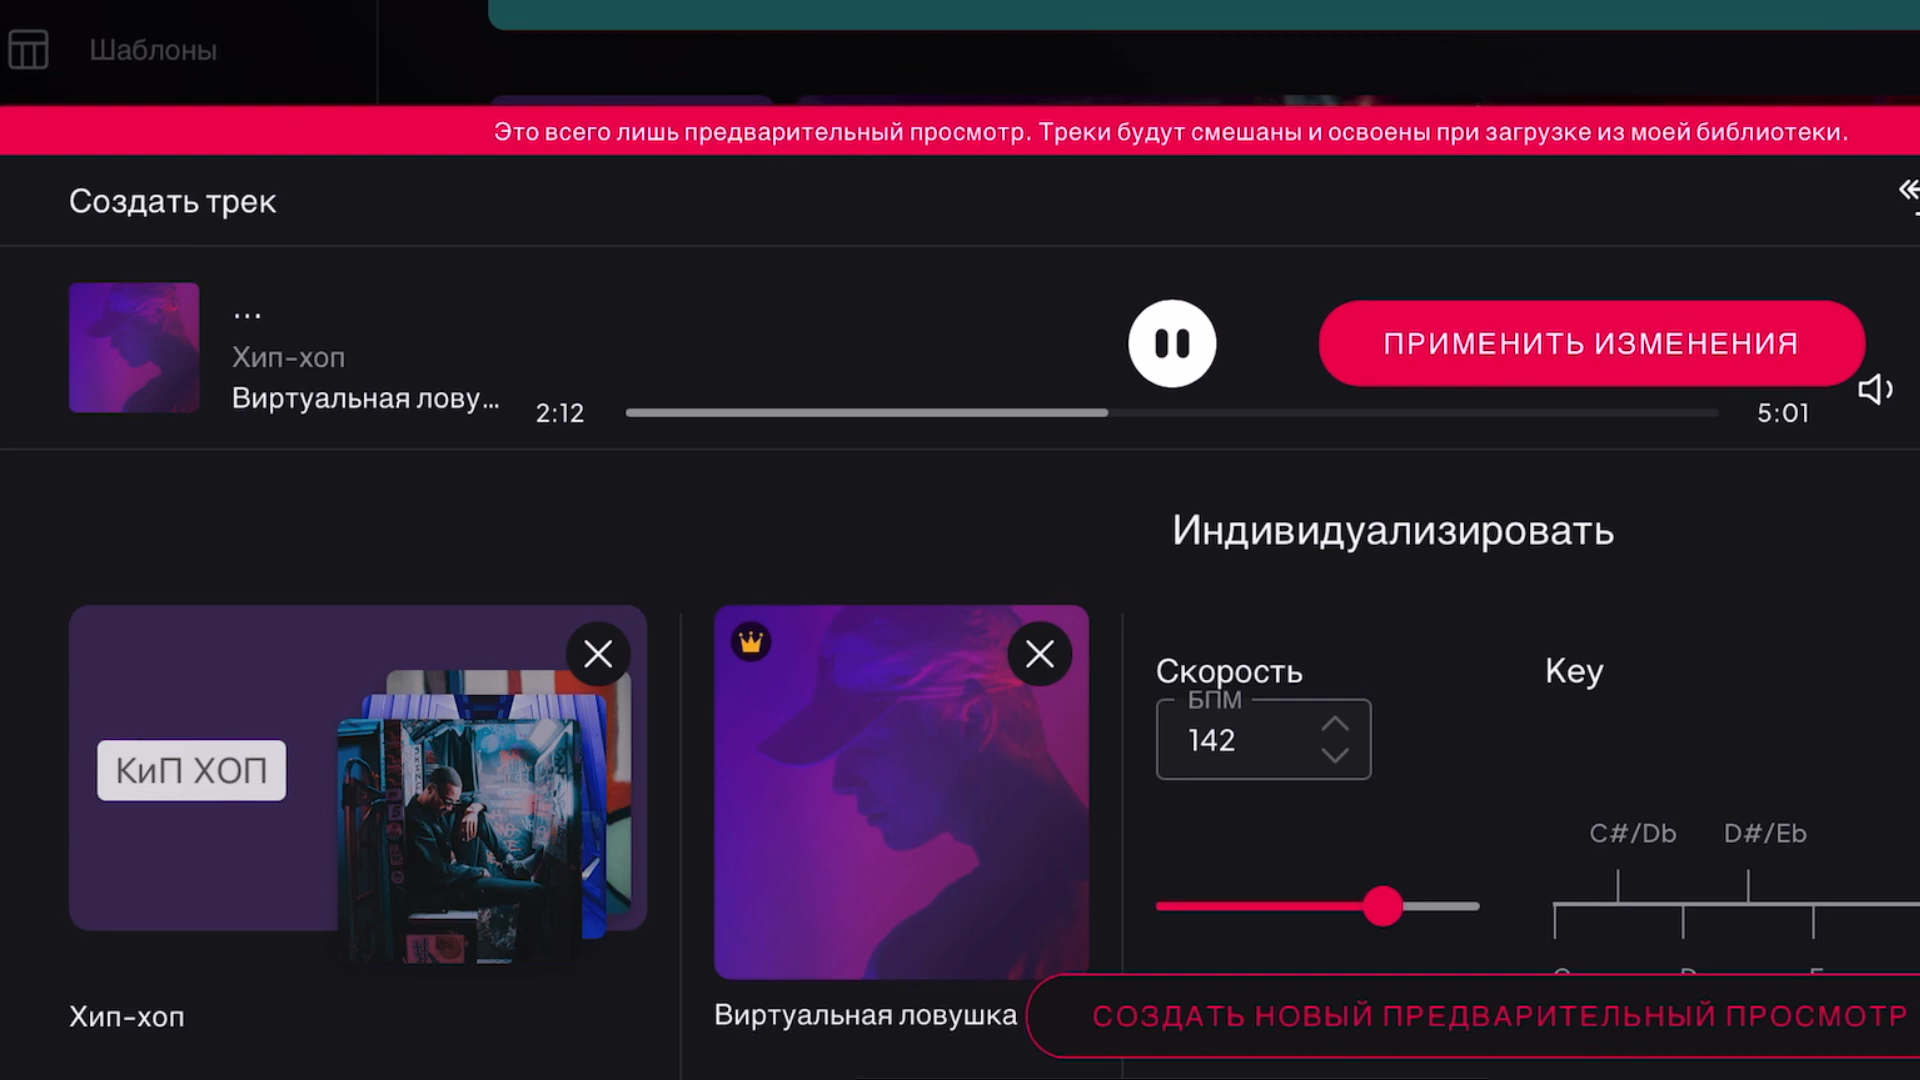 Шаблоны
Это всего лишь предварительный просмотр. Треки будут смешаны и освоены при загрузке из моей библиотеки.
Создать трек
...
Хип-хоп
Виртуальная лову...
ПРИМЕНИТЬ ИЗМЕНЕНИЯ
2:12
5:01
Индивидуализировать
КиП ХОП
Скорость
БПМ
142
Key
C#/Db
D#/Eb
Хип-хоп
Виртуальная ловушка
СОЗДАТЬ НОВЫЙ ПРЕДВАРИТЕЛЬНЫЙ ПРОСМОТР